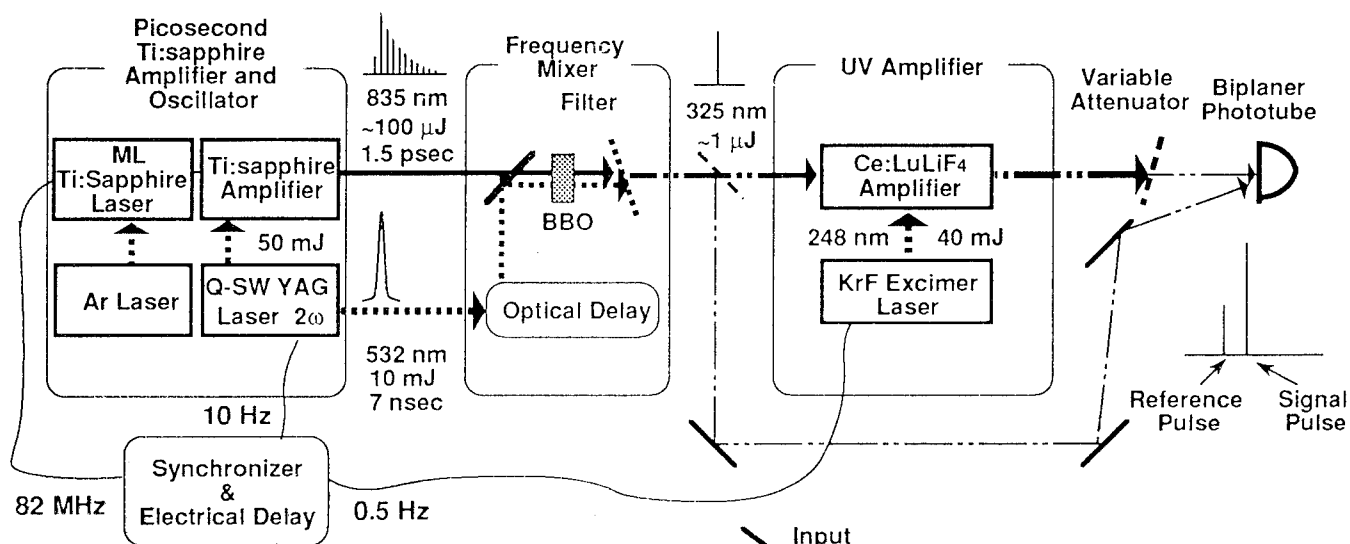 Picosecond
Ti:sapphire
Amplifier and
Oscillator
ML
Ti:Sapphire
Laser
Ti:sapphire
Amplifier
50 mJ
Ar Laser
Q-SW YAG
Laser 2ω
835 nm
~100 μJ
1.5 psec
532 nm
10 mJ
7 nsec
Frequency
Mixer
Filter
BBO
Optical Delay
325 nm
~1 μJ
UV Amplifier
Ce:LuLiF4
Amplifier
248 nm
40 mJ
KrF Excimer
Laser
Variable
Attenuator
Biplaner
Phototube
Reference
Pulse
Signal
Pulse
10 Hz
82 MHz
Synchronizer
&
Electrical Delay
0.5 Hz
Input